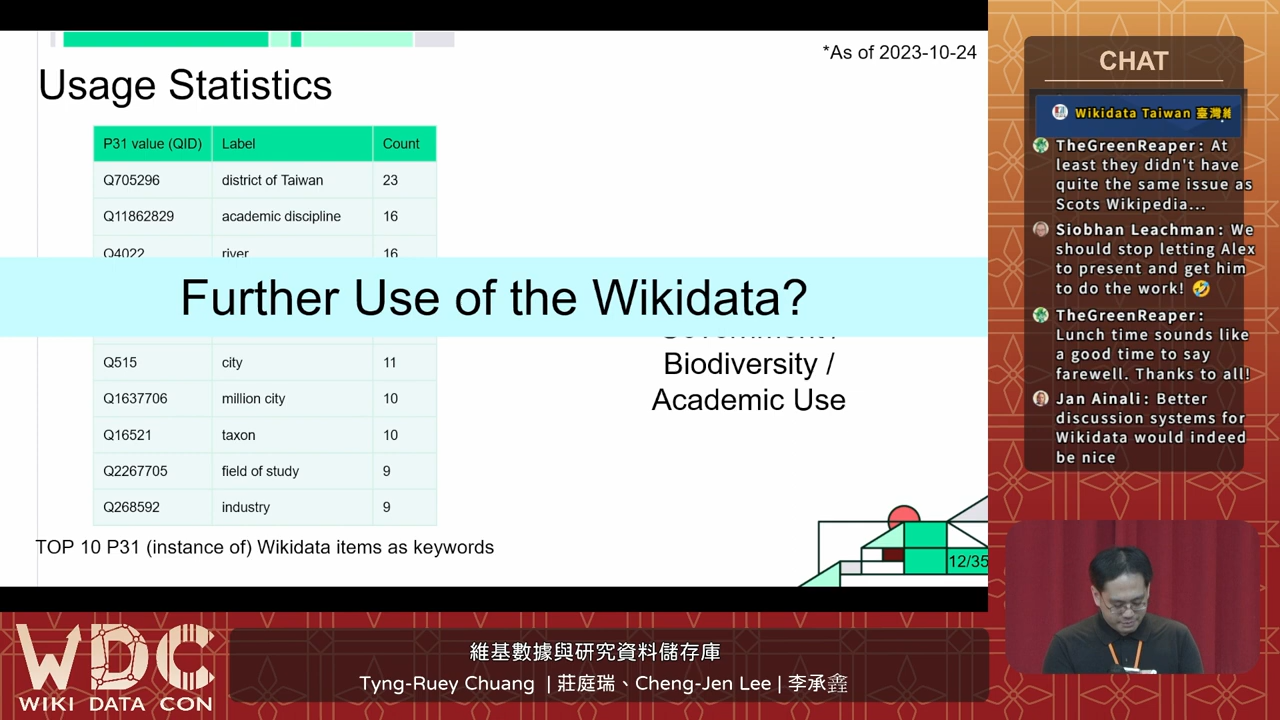 *As of 2023-10-24
Usage Statistics
P31 value (QID) Label Count
Q705296 district of Taiwan 23
Q11862829 academic discipline 16
Q4022 river 16
Further Use of the Wikidata?
Biodiversity /
Academic Use
Q515 city 11
Q1637706 million city 10
Q16521 taxon 10
Q2267705 field of study 9
Q268592 industry 9
TOP 10 P31 (instance of) Wikidata items as keywords
12/35
CHAT
Wikidata Taiwan 臺灣維
TheGreenReaper: At
least they didn't have
quite the same issue as
Scots Wikipedia...
Siobhan Leachman: We
should stop letting Alex
to present and get him
to do the work! 🤣
TheGreenReaper:
Lunch time sounds like
a good time to say
farewell. Thanks to all!
Jan Ainali: Better
discussion systems for
Wikidata would indeed
be nice
WDC
WIKI DATA CON
維基數據與研究資料儲存庫
Tyng-Ruey Chuang | 莊庭瑞、Cheng-Jen Lee | 李承錱